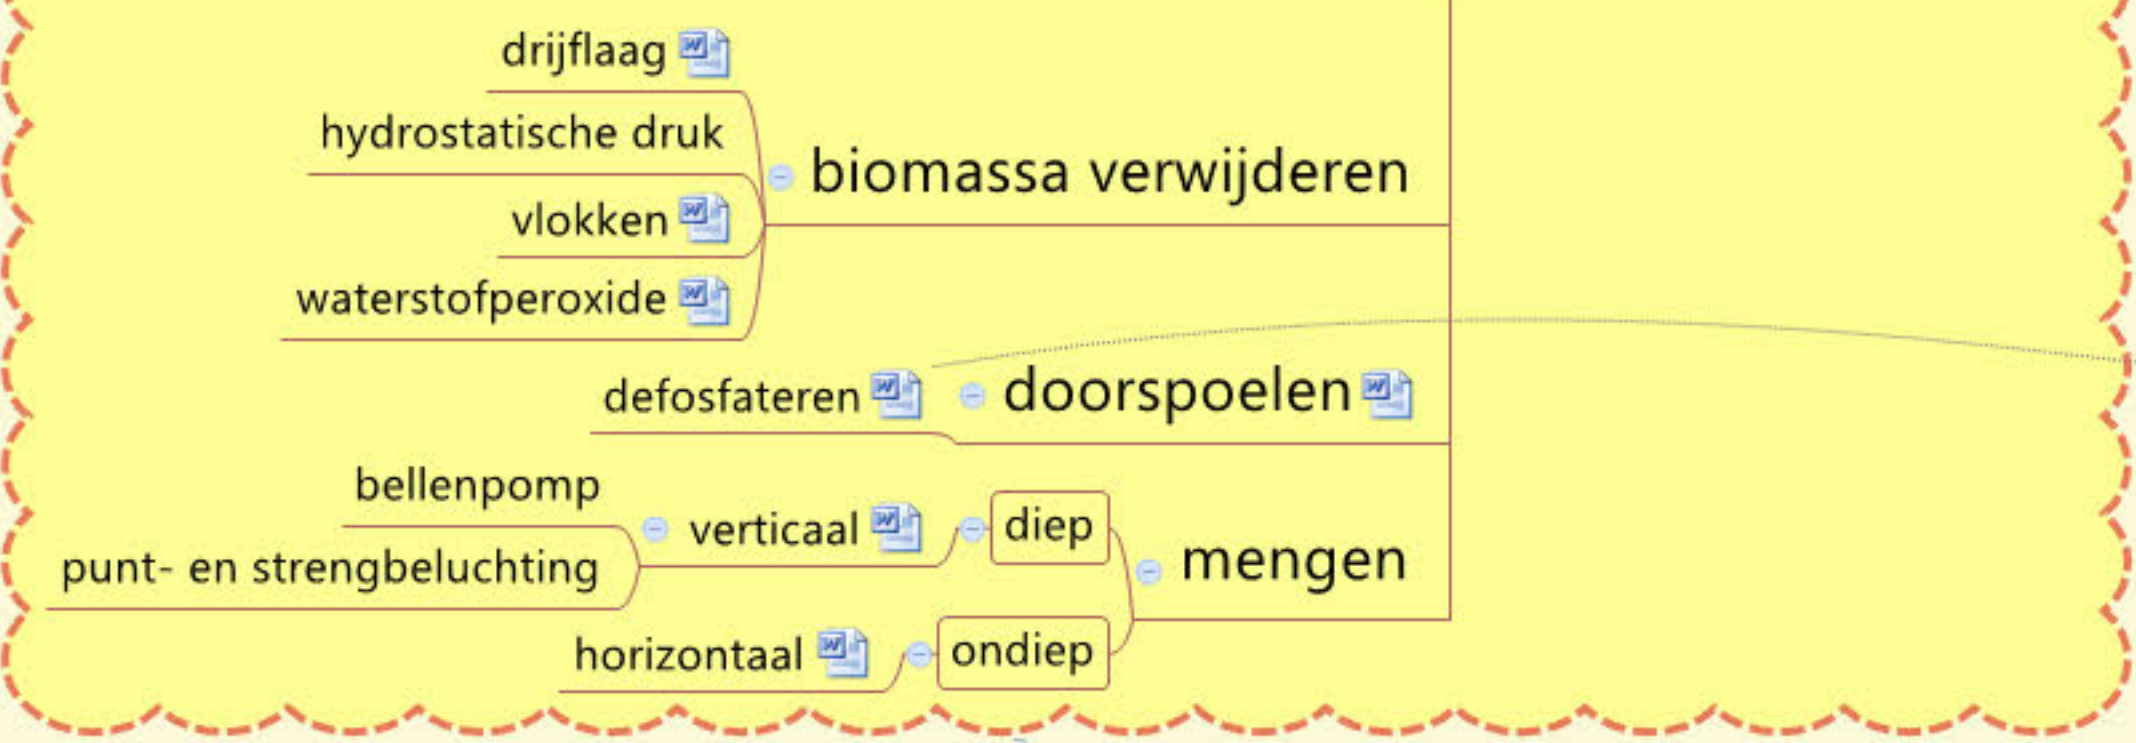 drijflaag
hydrostatische druk
biomassa verwijderen
vlokken
waterstofperoxide
defosfateren
doorspoelen
bellenpomp
verticaal
diep
punt- en strengbeluchting
mengen
horizontaal
ondiep